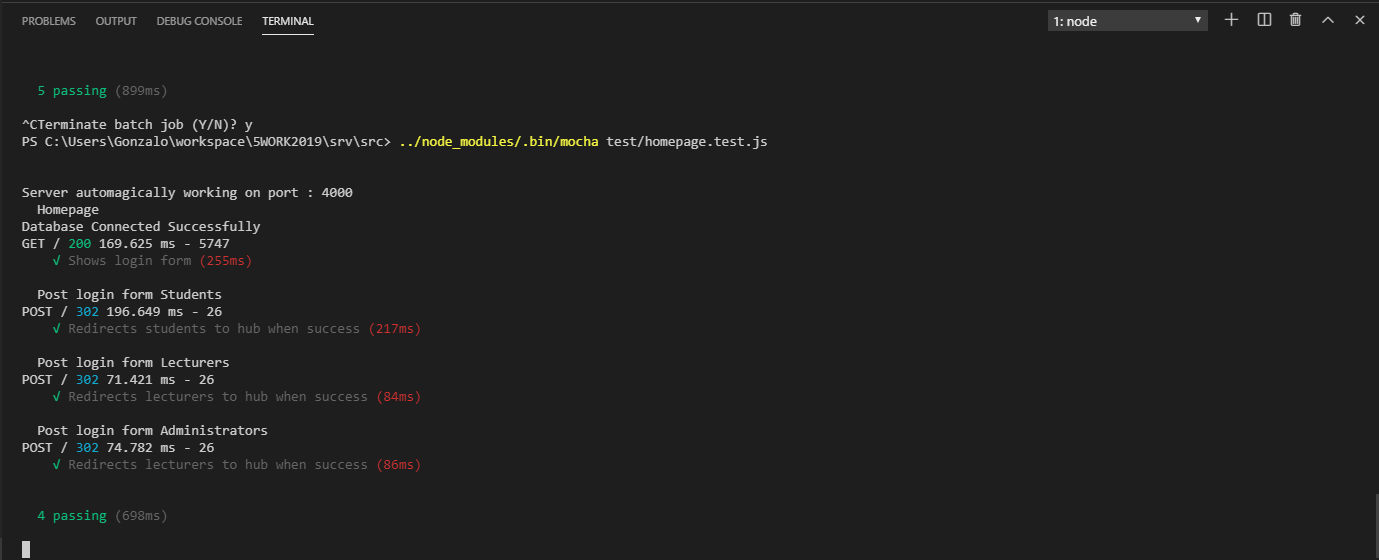 PROBLEMS OUTPUT DEBUG CONSOLE TERMINAL 1: node
5 passing (899ms)
^CTerminate batch job (Y/N)? y
PS C:\Users\Gonzalo\workspace\5WORK2019\srv\src> ../node_modules/.bin/mocha test/homepage.test.js
Server automagically working on port : 4000
Homepage
Database Connected Successfully
GET / 200 169.625 ms - 5747
√ Shows login form (255ms)
Post login form Students
POST / 302 196.649 ms - 26
√ Redirects students to hub when success (217ms)
Post login form Lecturers
POST / 302 71.421 ms - 26
√ Redirects lecturers to hub when success (84ms)
Post login form Administrators
POST / 302 74.782 ms - 26
√ Redirects lecturers to hub when success (86ms)
4 passing (698ms)